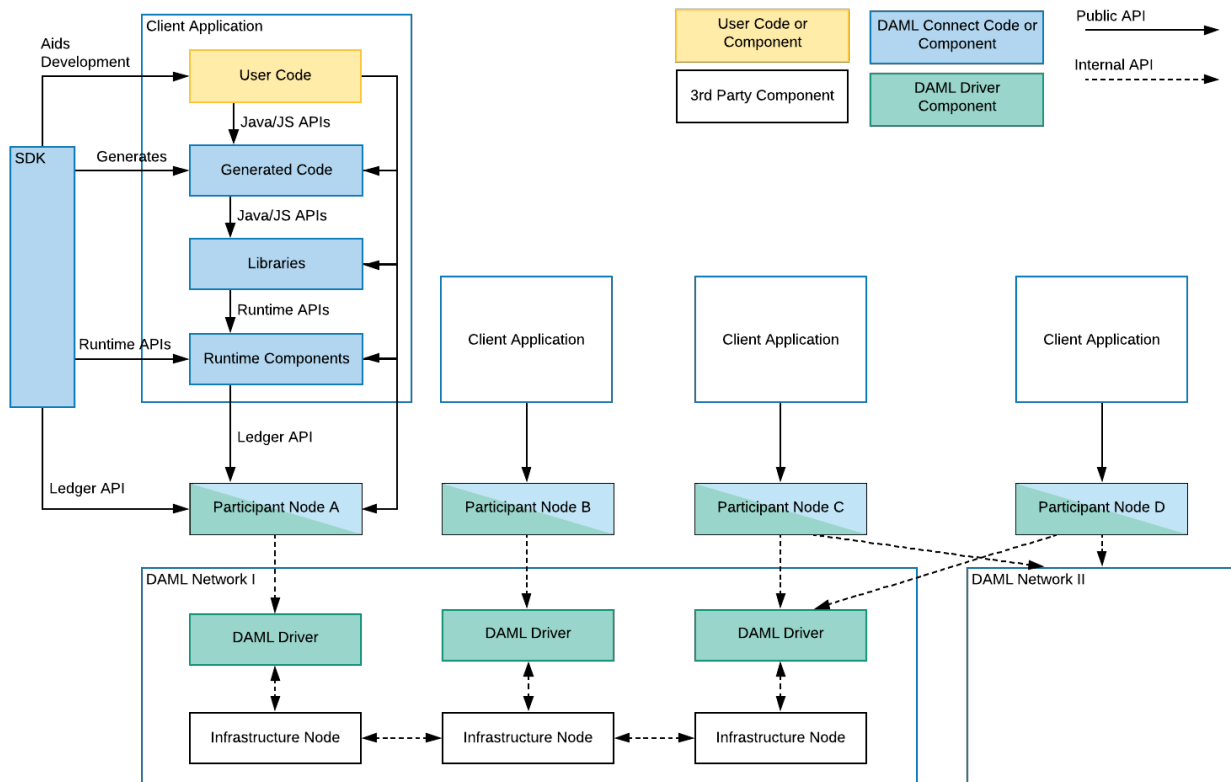 Client Application
Aids
Development
User Code
Java/JS APIs
SDK
Generates
Generated Code
Java/JS APIs
Libraries
Runtime APIs
Runtime APIs
Runtime Components
Ledger API
Ledger API
User Code or
Component
DAML Connect Code or
Component
Public API
Internal API
3rd Party Component
DAML Driver
Component
Client Application
Client Application
Client Application
Participant Node A
Participant Node B
Participant Node C
Participant Node D
DAML Network I
DAML Network II
DAML Driver
DAML Driver
DAML Driver
Infrastructure Node
Infrastructure Node
Infrastructure Node